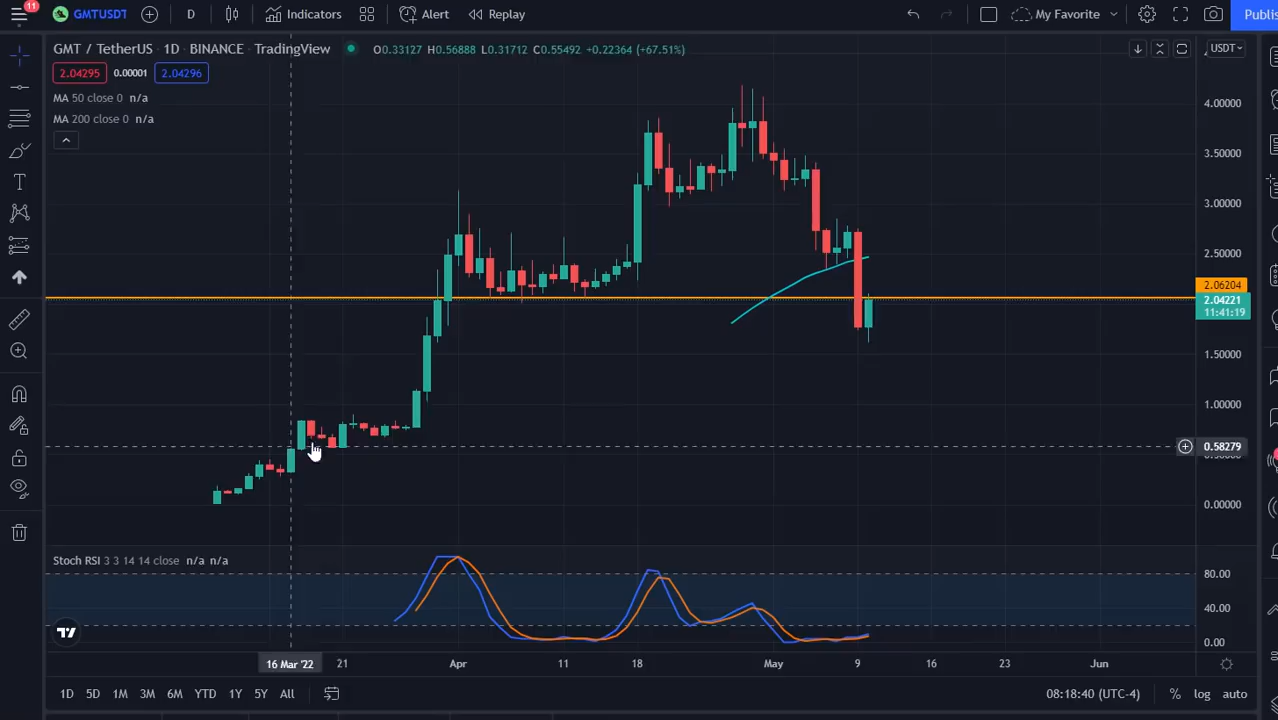 11
GMTUSDT
D
Indicators
Alert
Replay
My Favorite
Publis
GMT / TetherUS · 1D · BINANCE · TradingView
O0.33127 H0.56888 L0.31712 C0.55492 +0.22364 (+67.51%)
USDT
2.04295
0.00001
2.04296
MA 50 close 0 n/a
MA 200 close 0 n/a
4.00000
3.50000
3.00000
2.50000
2.06204
2.04221
11:41:19
1.50000
1.00000
0.58279
0.00000
Stoch RSI 3 3 14 14 close n/a n/a
80.00
40.00
0.00
16 Mar '22
21
Apr
11
18
May
9
16
23
Jun
1D 5D 1M 3M 6M YTD 1Y 5Y All
08:18:40 (UTC-4)
% log auto